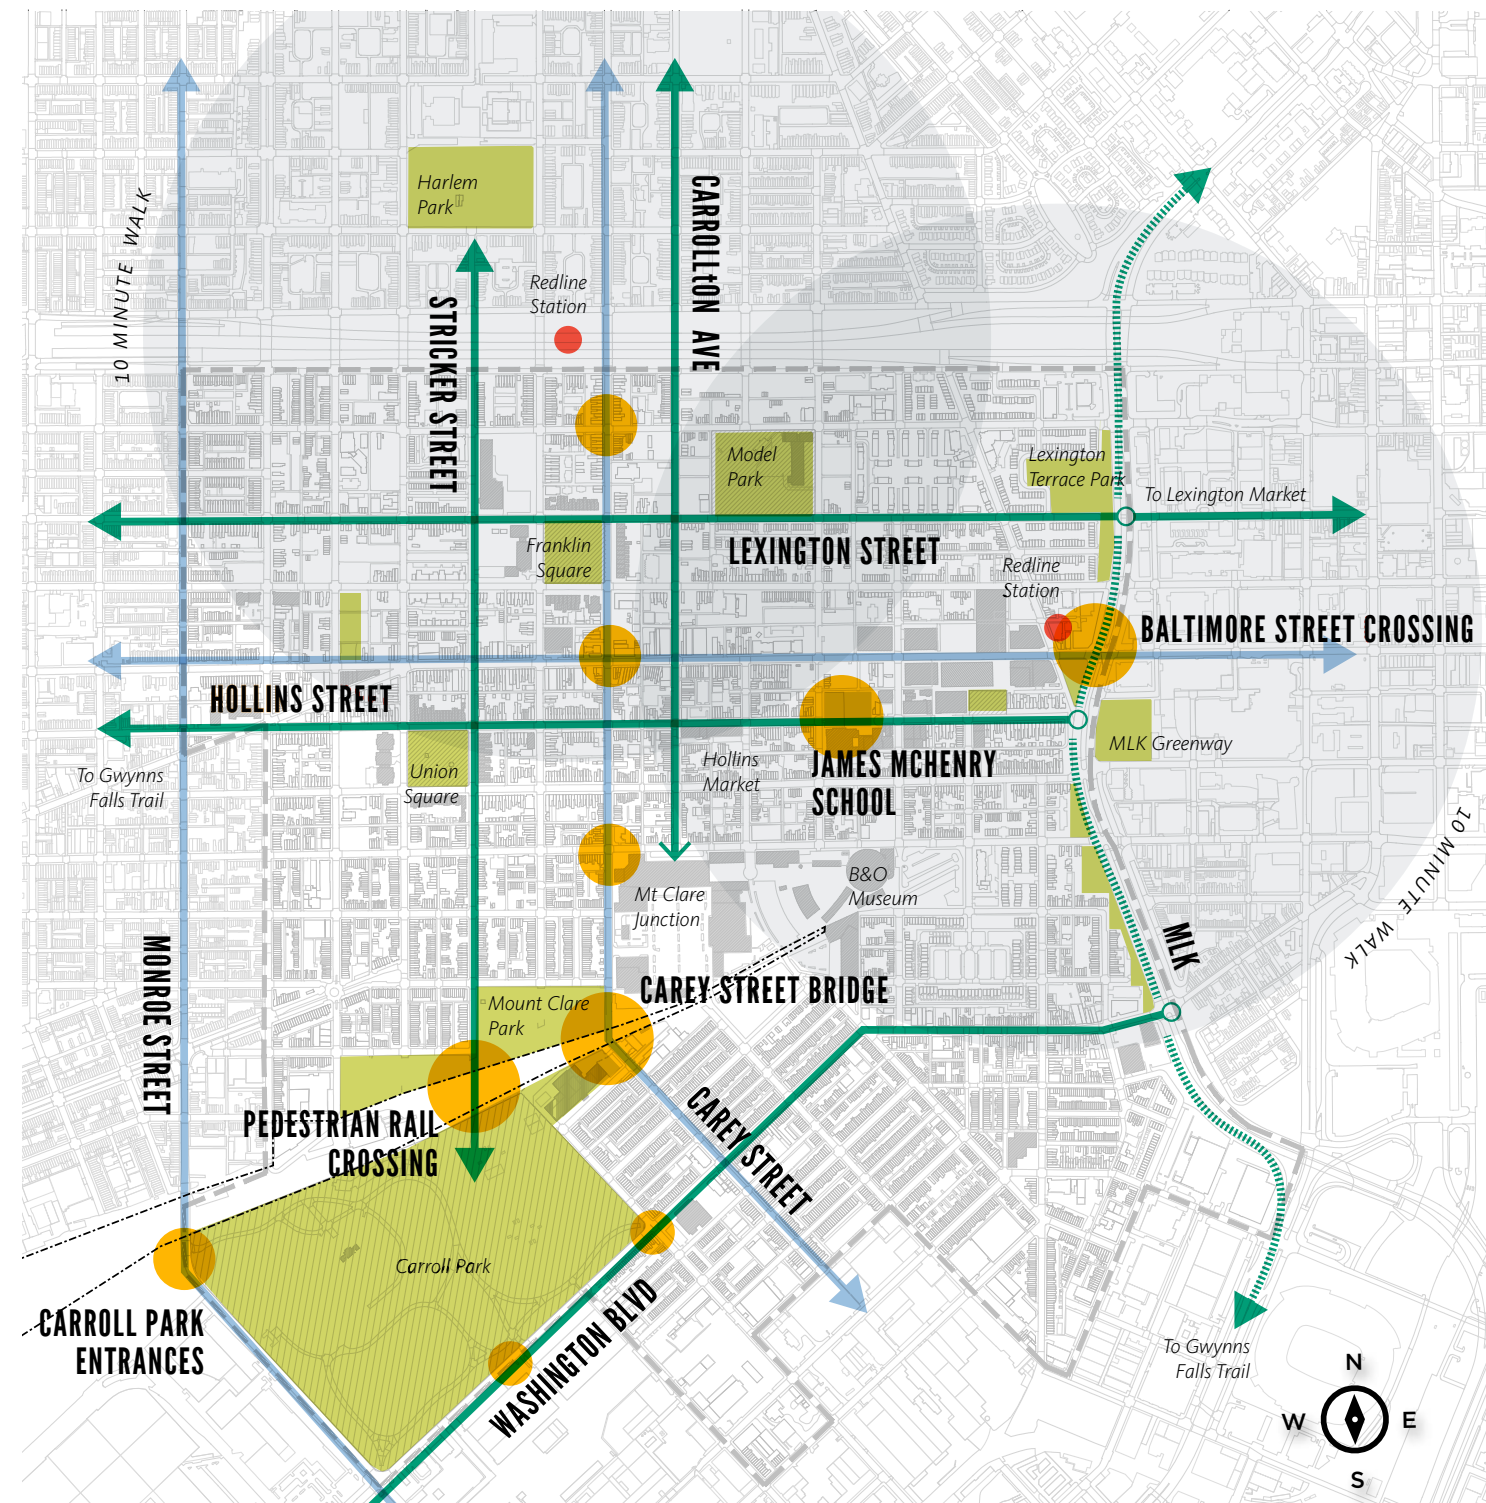 10 MINUTE WALK
Harlem
Park
CARROLLtON AVE
STRICKER STREET
Redline
Station
Model
Park
Lexington
Terrace Park
To Lexington Market
Franklin
Square
LEXINGTON STREET
Redline
Station
BALTIMORE STREET CROSSING
HOLLINS STREET
MLK Greenway
To Gwynns
Falls Trail
Union
Square
Hollins
Market
JAMES MCHENRY
SCHOOL
10 MINUTE WALK
B&O
Museum
Mt Clare
Junction
MLK
MONROE STREET
CAREY STREET BRIDGE
Mount Clare
Park
PEDESTRIAN RAIL
CROSSING
CAREY STREET
Carroll Park
CARROLL PARK
ENTRANCES
WASHINGTON BLVD
To Gwynns
Falls Trail
N
W E
S